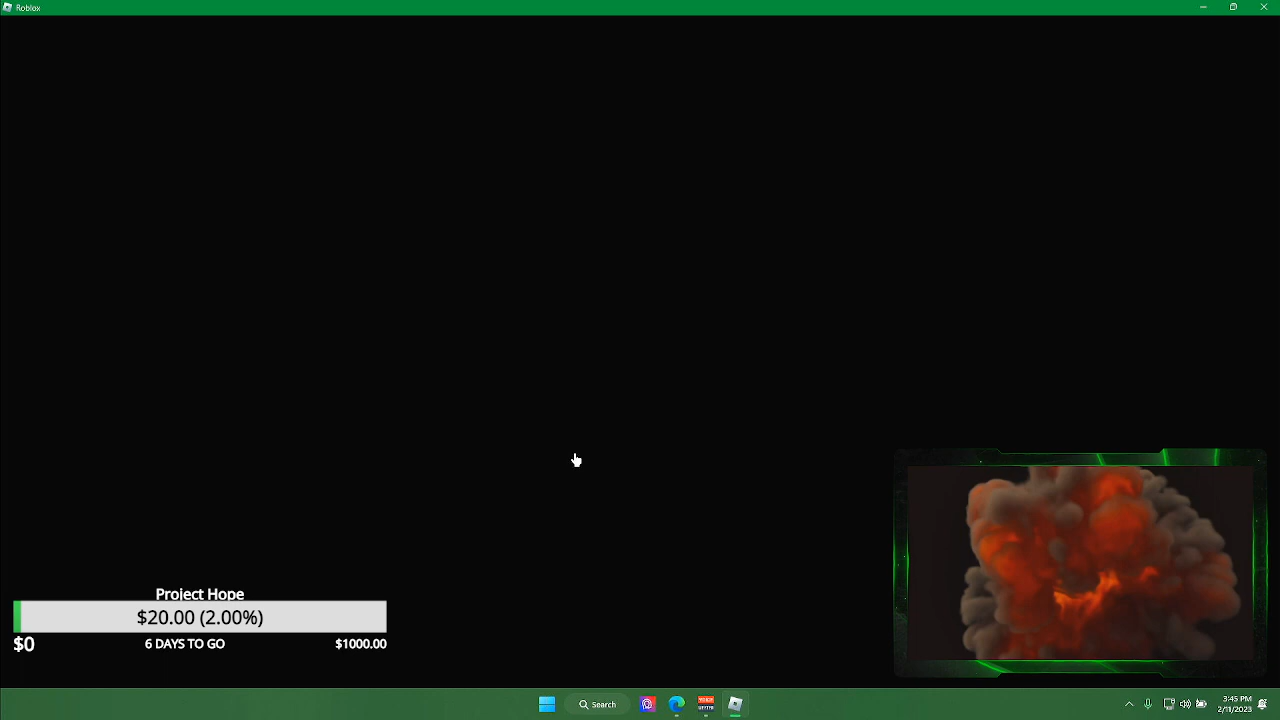 Roblox
Project Hope
$20.00 (2.00%)
$0
6 DAYS TO GO
$1000.00
Search
3:45 PM
2/11/2023